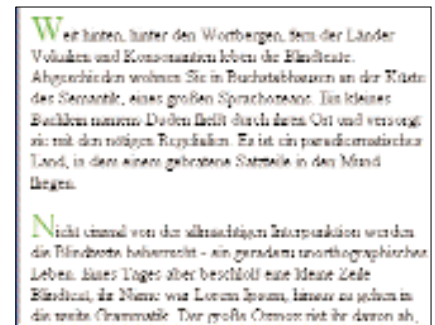 Weit hinten, hinter den Wortbergen, fern der Länder
Vokalien und Konsonantien leben die Blindtexte.
Abgeschieden wohnen Sie in Buchstabhausen an der Küste
des Semantik, eines großen Sprachozeans. Ein kleines
Bächlein namens Duden fließt durch ihren Ort und versorgt
sie mit den nötigen Regelialien. Es ist ein paradiesmatisches
Land, in dem einem gebratene Satzteile in den Mund
fliegen.

Nicht einmal von der allmächtigen Interpunktion werden
die Blindtexte beherrscht - ein geradezu unorthographisches
Leben. Eines Tages aber beschloß eine kleine Zeile
Blindtext, ihr Name war Lorem Ipsum, hinaus zu gehen in
die weite Grammatik. Der große Oxmox riet ihr davon ab,